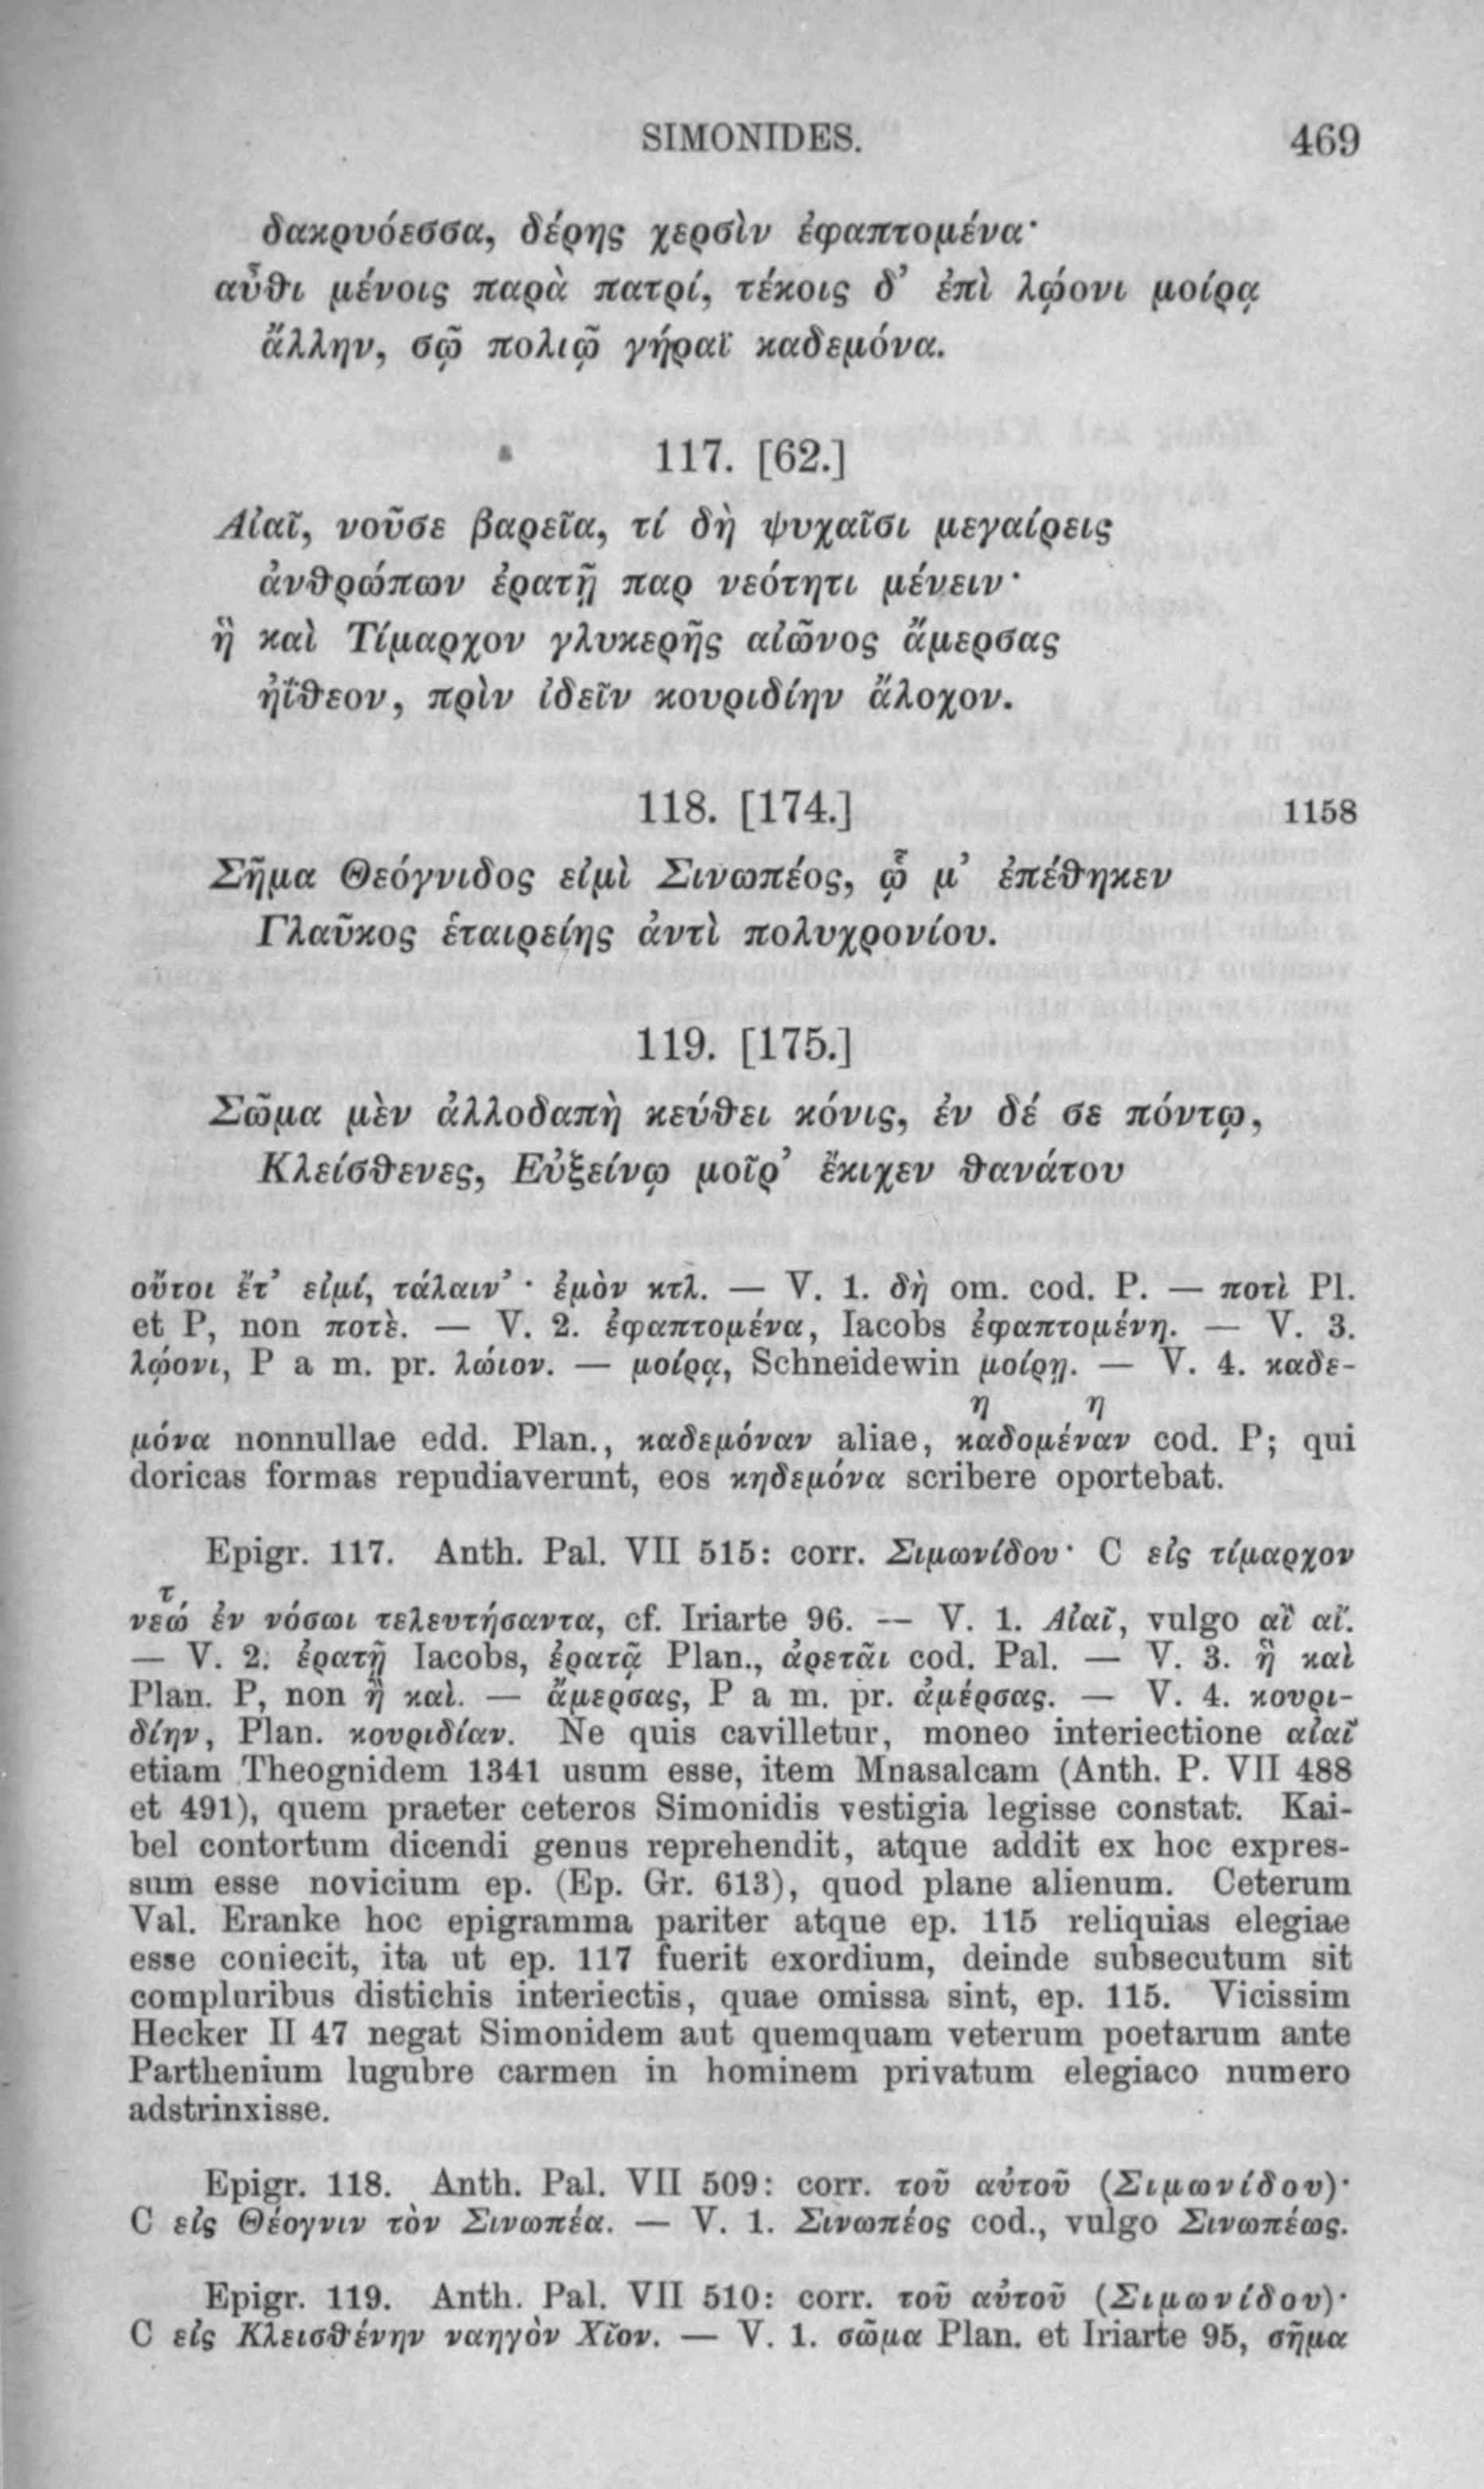 SIMONIDES. 469
δακρυόεσσα, δέρης χερσὶν ἐφαπτομένα·
αὖθι μένοις παρὰ πατρί, τέκοις δ’ ἐπὶ λῴονι μοίρᾳ
ἄλλην, σῷ πολιῷ γήραϊ καδεμόνα.
117. [62.]
Αἰαῖ, νοῦσε βαρεῖα, τί δὴ ψυχαῖσι μεγαίρεις
ἀνθρώπων ἐρατῇ παρ νεότητι μένειν·
ἣ καὶ Τίμαρχον γλυκερῆς αἰῶνος ἄμερσας
ἠΐθεον, πρὶν ἰδεῖν κουριδίην ἄλοχον.
118. [174.] 1158
Σῆμα Θεόγνιδος εἰμὶ Σινωπέος, ᾧ μ’ ἐπέθηκεν
Γλαῦκος ἑταιρείης ἀντὶ πολυχρονίου.
119. [175.]
Σῶμα μὲν ἀλλοδαπὴ κεύθει κόνις, ἐν δέ σε πόντῳ,
Κλείσθενες, Εὐξείνῳ μοῖρ’ ἔκιχεν θανάτου
οὔτοι ἔτ’ εἰμί, τάλαιν’· ἐμὸν κτλ. — V. 1. δὴ om. cod. P. — ποτὶ Pl.
et P, non ποτὲ. — V. 2. ἐφαπτομένα, Iacobs ἐφαπτομένη. — V. 3.
λῴονι, P a m. pr. λώιον. — μοίρᾳ, Schneidewin μοίρῃ. — V. 4. καδε-
η η
μόνα nonnullae edd. Plan., καδεμόναν aliae, καδομέναν cod. P; qui
doricas formas repudiaverunt, eos κηδεμόνα scribere oportebat.
Epigr. 117. Anth. Pal. VII 515: corr. Σιμωνίδου· C εἰς τίμαρχον
τ
νεώ ἐν νόσωι τελευτήσαντα, cf. Iriarte 96. — V. 1. Αἰαῖ, vulgo αἲ αἴ.
— V. 2. ἐρατῇ Iacobs, ἐρατᾷ Plan., ἀρετᾶι cod. Pal. — V. 3. ἣ καὶ
Plan. P, non ἦ καὶ. — ἄμερσας, P a m. pr. ἀμέρσας. — V. 4. κουρι-
δίην, Plan. κουριδίαν. Ne quis cavilletur, moneo interiectione αἰαῖ
etiam Theognidem 1341 usum esse, item Mnasalcam (Anth. P. VII 488
et 491), quem praeter ceteros Simonidis vestigia legisse constat. Kai-
bel contortum dicendi genus reprehendit, atque addit ex hoc expres-
sum esse novicium ep. (Ep. Gr. 613), quod plane alienum. Ceterum
Val. Eranke hoc epigramma pariter atque ep. 115 reliquias elegiae
esse coniecit, ita ut ep. 117 fuerit exordium, deinde subsecutum sit
compluribus distichis interiectis, quae omissa sint, ep. 115. Vicissim
Hecker II 47 negat Simonidem aut quemquam veterum poetarum ante
Parthenium lugubre carmen in hominem privatum elegiaco numero
adstrinxisse.
Epigr. 118. Anth. Pal. VII 509: corr. τοῦ αὐτοῦ (Σιμωνίδου)·
C εἰς Θέογνιν τὸν Σινωπέα. — V. 1. Σινωπέος cod., vulgo Σινωπέως.
Epigr. 119. Anth. Pal. VII 510: corr. τοῦ αὐτοῦ (Σιμωνίδου)·
C εἰς Κλεισθένην ναηγὸν Χῖον. — V. 1. σῶμα Plan. et Iriarte 95, σῆμα